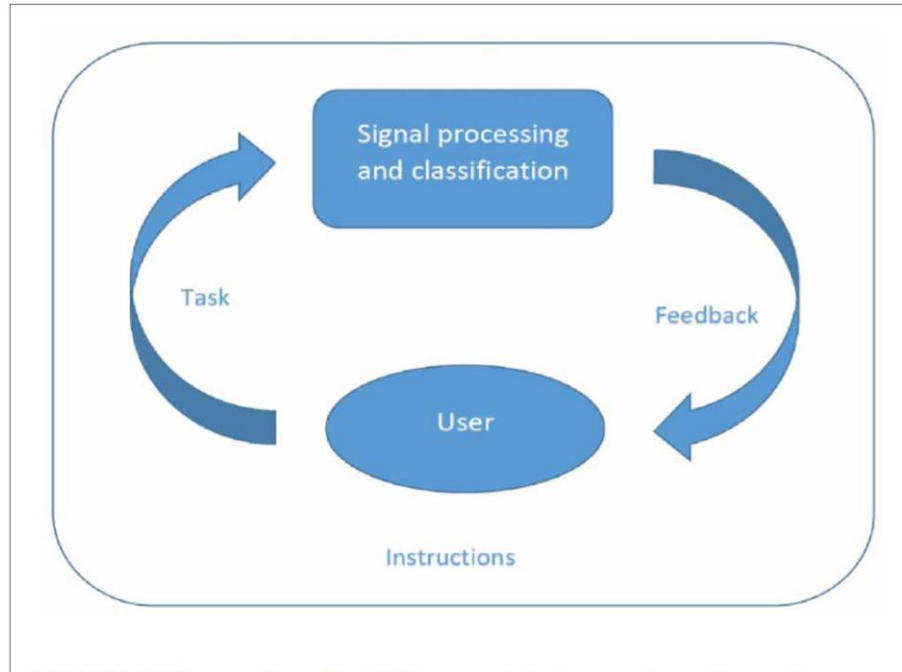 Signal processing
and classification
Task
Feedback
User
Instructions